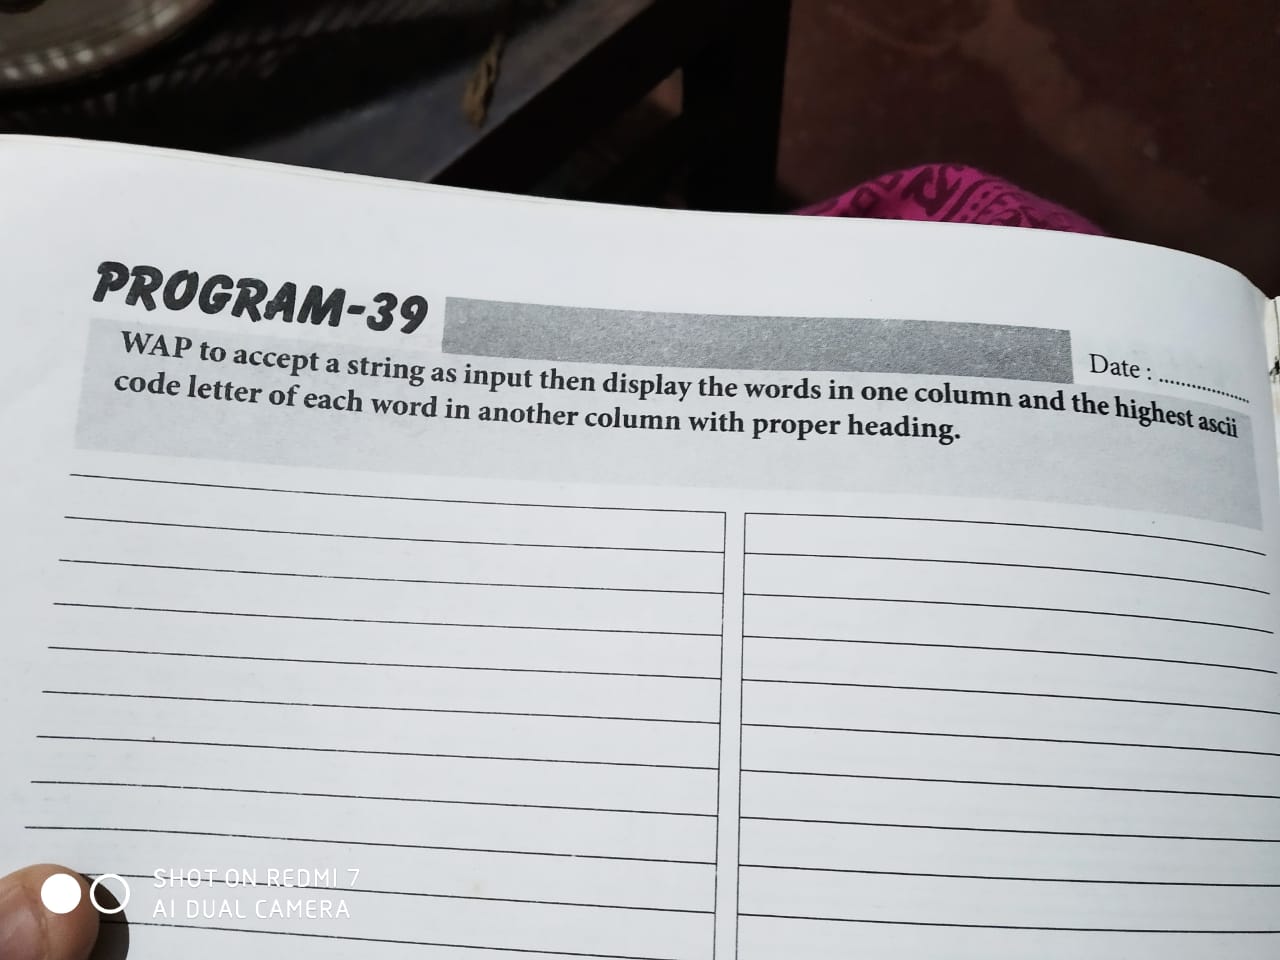 PROGRAM-39
Date : ..................
WAP to accept a string as input then display the words in one column and the highest ascii
code letter of each word in another column with proper heading.
SHOT ON REDMI 7
AI DUAL CAMERA